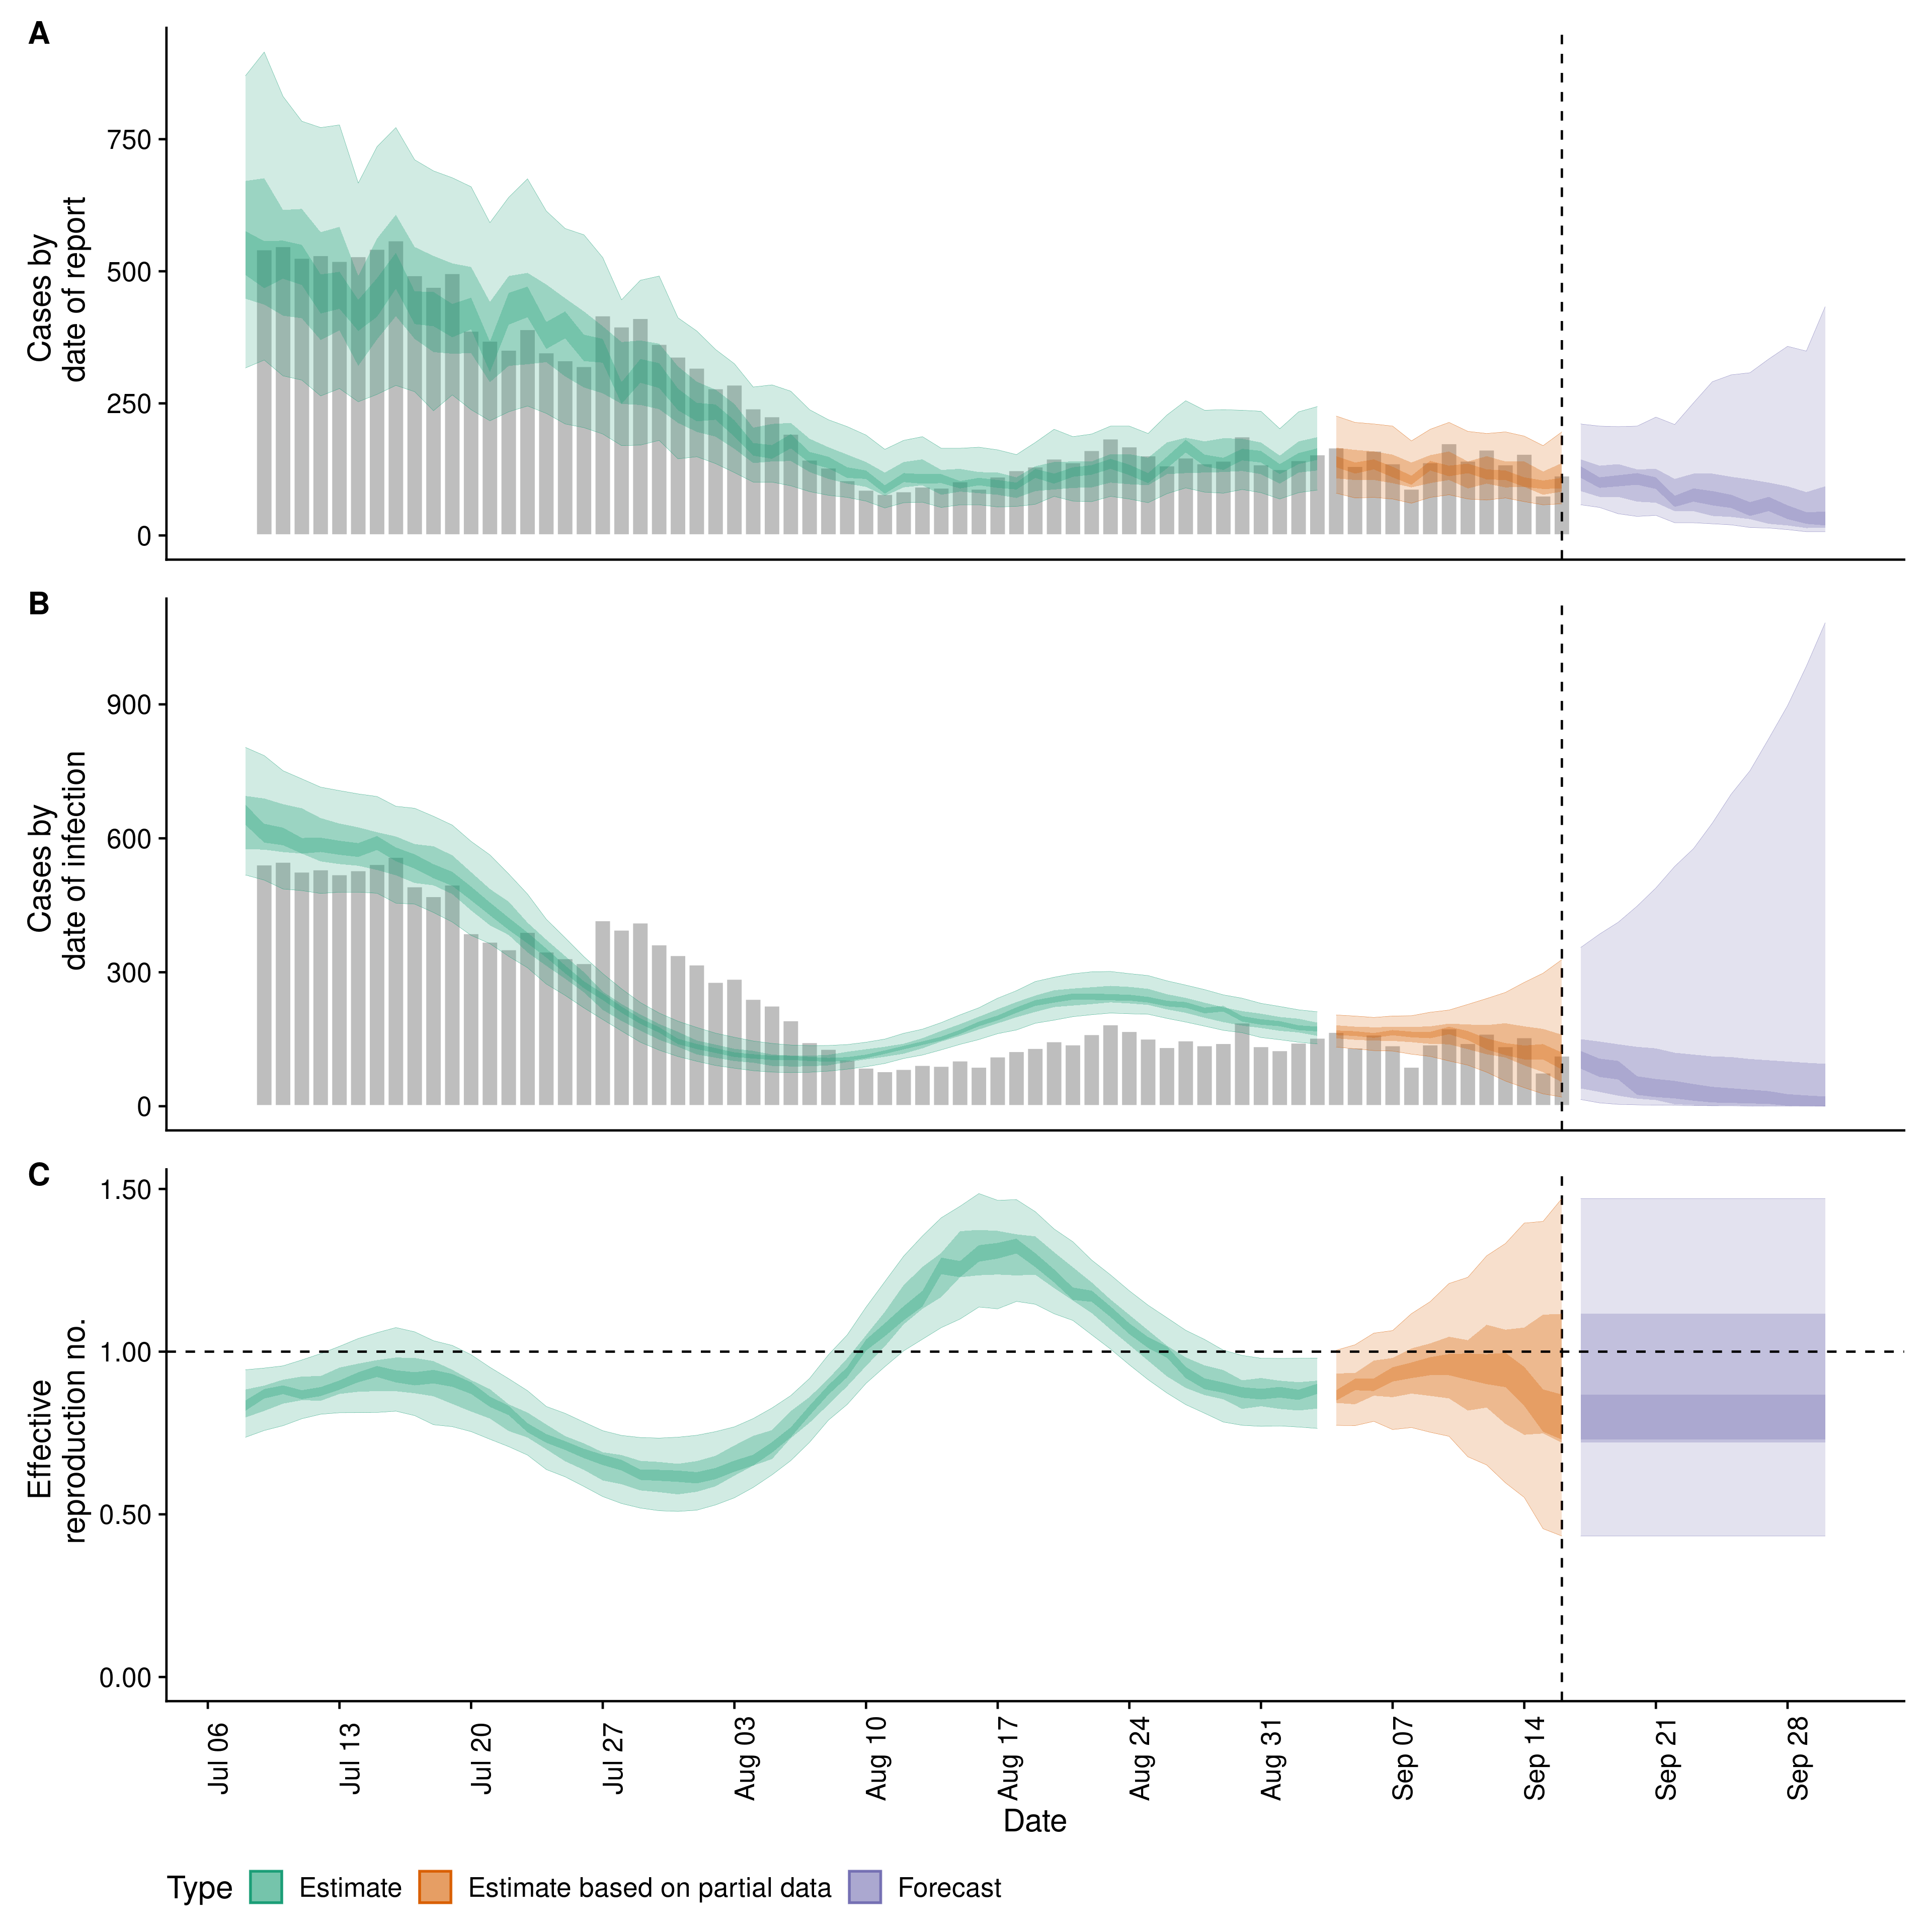 A
Cases by
date of report
750
500
250
0
B
Cases by
date of infection
900
600
300
0
C
Effective
reproduction no.
1.50
1.00
0.50
0.00
Jul 06
Jul 13
Jul 20
Jul 27
Aug 03
Aug 10
Aug 17
Aug 24
Aug 31
Sep 07
Sep 14
Sep 21
Sep 28
Date
Type Estimate Estimate based on partial data Forecast